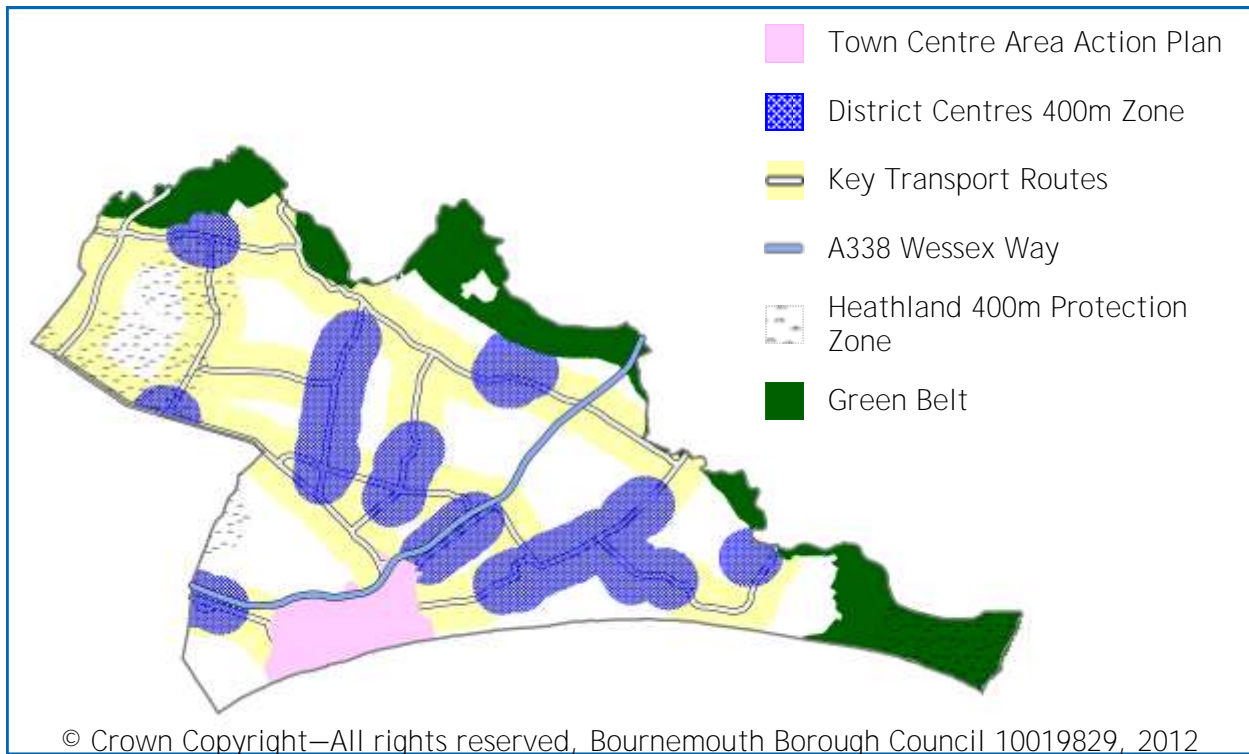 Town Centre Area Action Plan
District Centres 400m Zone
Key Transport Routes
A338 Wessex Way
Heathland 400m Protection
Zone
Green Belt
© Crown Copyright—All rights reserved, Bournemouth Borough Council 10019829, 2012